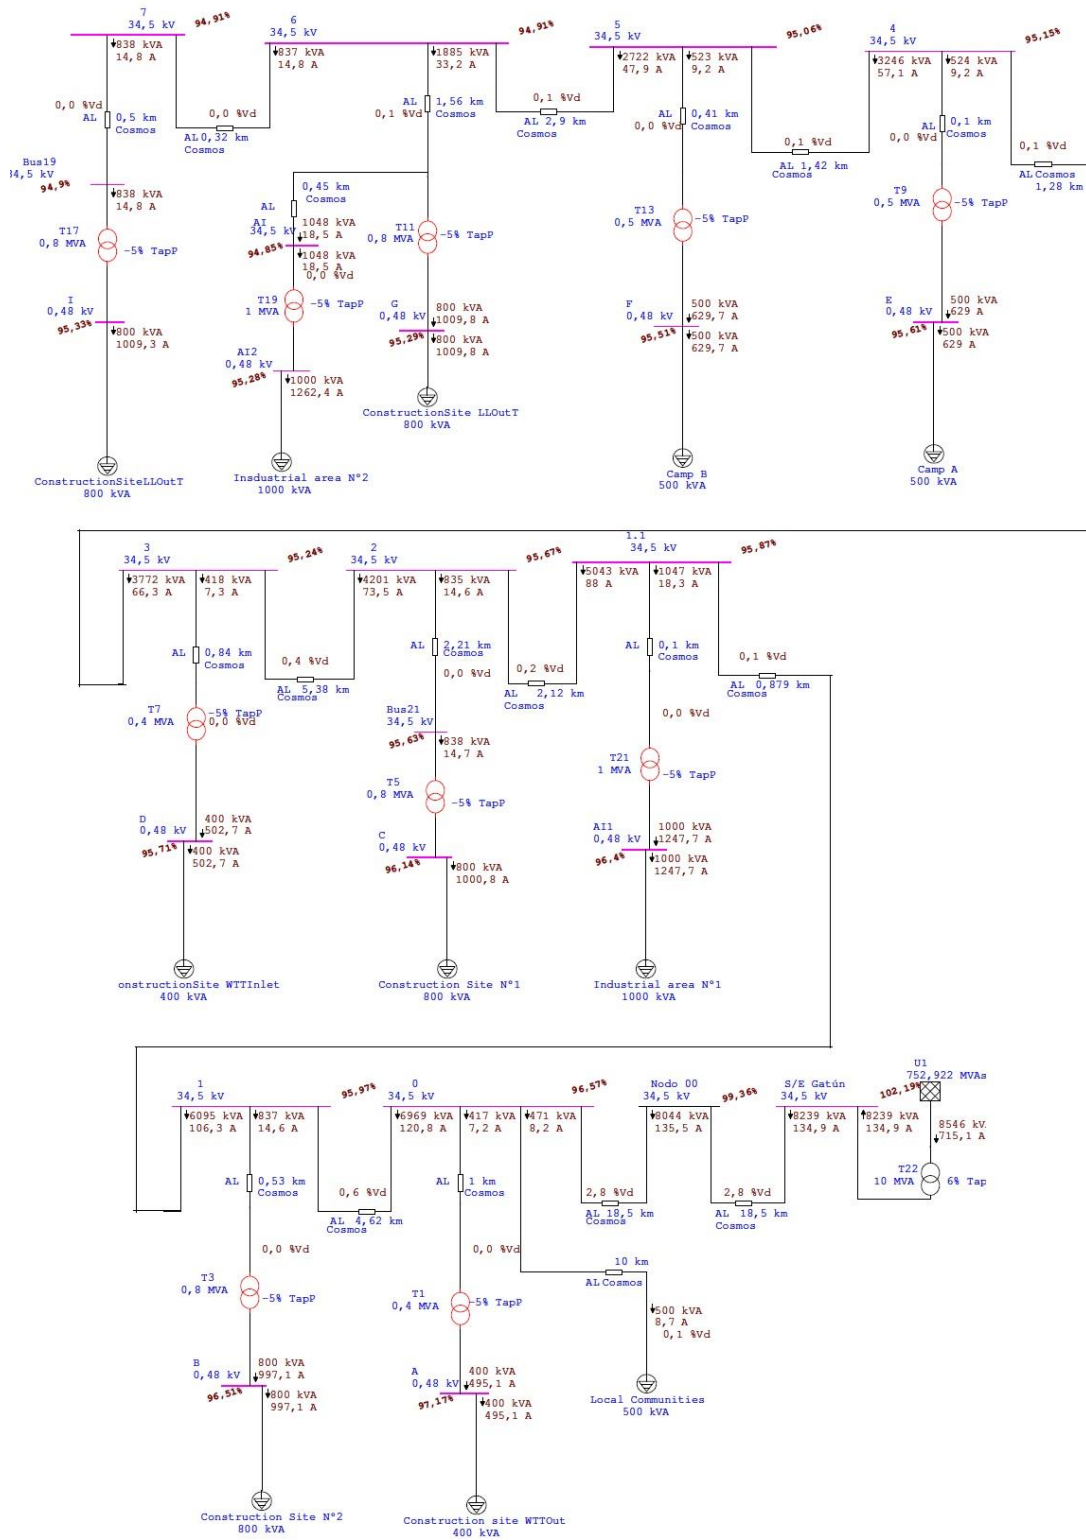 7
34,5 kV
94,91%
838 kVA
14,8 A
0,0 %Vd
AL
0,5 km
Cosmos
0,0 %Vd
AL 0,32 km
Cosmos
Bus19
34,5 kV
94,9%
838 kVA
14,8 A
T17
0,8 MVA
-5% TapP
I
0,48 kV
95,33%
800 kVA
1009,3 A
ConstructionSiteLLOutT
800 kVA
6
34,5 kV
94,91%
837 kVA
14,8 A
1885 kVA
33,2 A
AL
1,56 km
Cosmos
0,1 %Vd
0,1 %Vd
AL 2,9 km
Cosmos
0,45 km
Cosmos
AL
AI
34,5 kV
1048 kVA
18,5 A
94,85%
1048 kVA
18,5 A
0,0 %Vd
T19
1 MVA
-5% TapP
AI2
0,48 kV
95,28%
1000 kVA
1262,4 A
Insdustrial area Nº2
1000 kVA
T11
0,8 MVA
-5% TapP
G
0,48 kV
800 kVA
1009,8 A
95,29%
800 kVA
1009,8 A
ConstructionSite LLOutT
800 kVA
5
34,5 kV
95,06%
2722 kVA
47,9 A
523 kVA
9,2 A
AL
0,41 km
Cosmos
0,0 %Vd
0,1 %Vd
AL 1,42 km
Cosmos
T13
0,5 MVA
-5% TapP
F
0,48 kV
500 kVA
629,7 A
95,51%
500 kVA
629,7 A
Camp B
500 kVA
4
34,5 kV
95,15%
3246 kVA
57,1 A
524 kVA
9,2 A
AL
0,1 km
Cosmos
0,0 %Vd
0,1 %Vd
AL Cosmos
1,28 km
T9
0,5 MVA
-5% TapP
E
0,48 kV
500 kVA
629 A
95,61%
500 kVA
629 A
Camp A
500 kVA
3
34,5 kV
95,24%
3772 kVA
66,3 A
418 kVA
7,3 A
AL
0,84 km
Cosmos
0,4 %Vd
AL 5,38 km
Cosmos
T7
0,4 MVA
-5% TapP
0,0 %Vd
D
0,48 kV
400 kVA
502,7 A
95,71%
400 kVA
502,7 A
onstructionSite WTTInlet
400 kVA
2
34,5 kV
95,67%
4201 kVA
73,5 A
835 kVA
14,6 A
AL
2,21 km
Cosmos
0,0 %Vd
0,2 %Vd
AL 2,12 km
Cosmos
Bus21
34,5 kV
95,63%
838 kVA
14,7 A
T5
0,8 MVA
-5% TapP
C
0,48 kV
96,14%
800 kVA
1000,8 A
Construction Site Nº1
800 kVA
1.1
34,5 kV
95,87%
5043 kVA
88 A
1047 kVA
18,3 A
AL
0,1 km
Cosmos
0,1 %Vd
AL 0,879 km
Cosmos
0,0 %Vd
T21
1 MVA
-5% TapP
AI1
0,48 kV
1000 kVA
1247,7 A
96,4%
1000 kVA
1247,7 A
Industrial area Nº1
1000 kVA
1
34,5 kV
95,97%
6095 kVA
106,3 A
837 kVA
14,6 A
AL
0,53 km
Cosmos
0,6 %Vd
AL 4,62 km
Cosmos
0,0 %Vd
T3
0,8 MVA
-5% TapP
B
0,48 kV
800 kVA
997,1 A
96,51%
800 kVA
997,1 A
Construction Site Nº2
800 kVA
0
34,5 kV
96,57%
6969 kVA
120,8 A
417 kVA
7,2 A
471 kVA
8,2 A
AL
1 km
Cosmos
0,0 %Vd
T1
0,4 MVA
-5% TapP
A
0,48 kV
400 kVA
495,1 A
97,17%
400 kVA
495,1 A
Construction site WTTOut
400 kVA
2,8 %Vd
AL 18,5 km
Cosmos
10 km
AL Cosmos
500 kVA
8,7 A
0,1 %Vd
Local Communities
500 kVA
Nodo 00
34,5 kV
99,36%
8044 kVA
135,5 A
2,8 %Vd
AL 18,5 km
Cosmos
S/E Gatún
34,5 kV
102,19%
8239 kVA
134,9 A
8239 kVA
134,9 A
U1
752,922 MVAs
8546 kV
715,1 A
T22
10 MVA
6% Tap